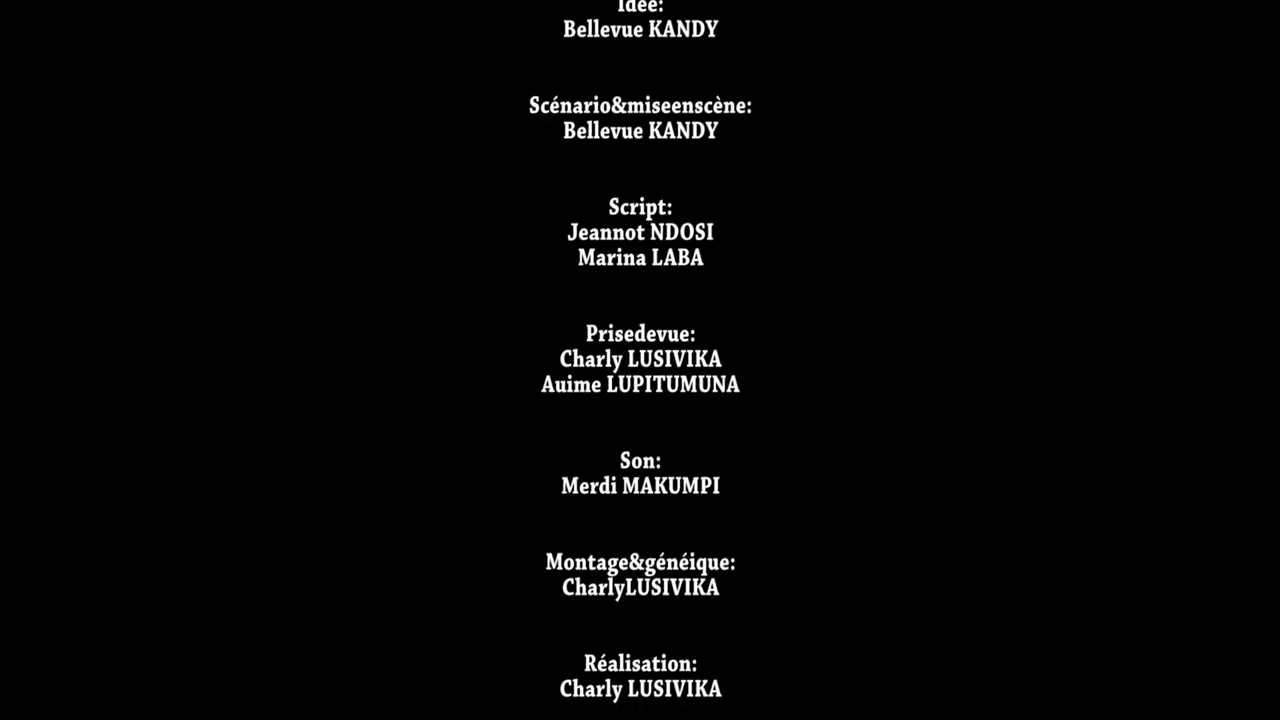 Idée:
Bellevue KANDY
Scénario&miseenscène:
Bellevue KANDY
Script:
Jeannot NDOSI
Marina LABA
Prisedevue:
Charly LUSIVIKA
Auime LUPITUMUNA
Son:
Merdi MAKUMPI
Montage&généique:
CharlyLUSIVIKA
Réalisation:
Charly LUSIVIKA